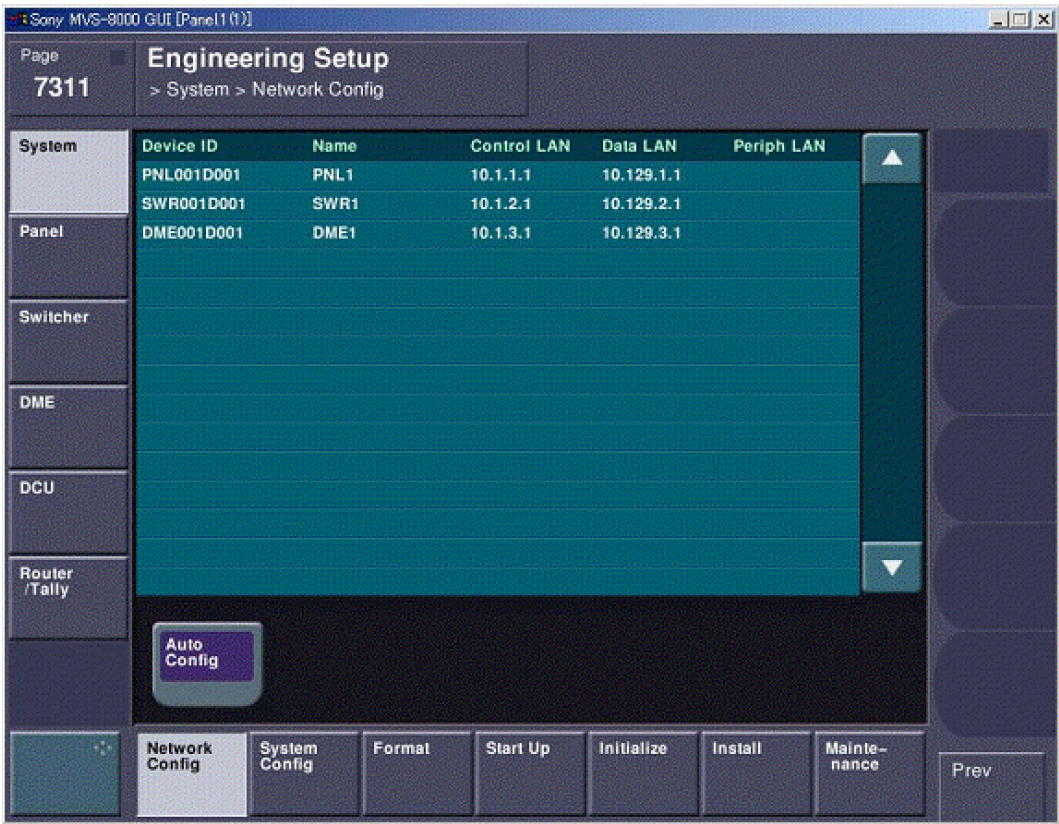 Sony MVS-8000 GUI [Panel1(1)]
Page
7311
Engineering Setup
> System > Network Config
System
Panel
Switcher
DME
DCU
Router
/Tally
Device ID Name Control LAN Data LAN Periph LAN
PNL001D001 PNL1 10.1.1.1 10.129.1.1
SWR001D001 SWR1 10.1.2.1 10.129.2.1
DME001D001 DME1 10.1.3.1 10.129.3.1
Auto
Config
Network
Config
System
Config
Format
Start Up
Initialize
Install
Mainte-
nance
Prev